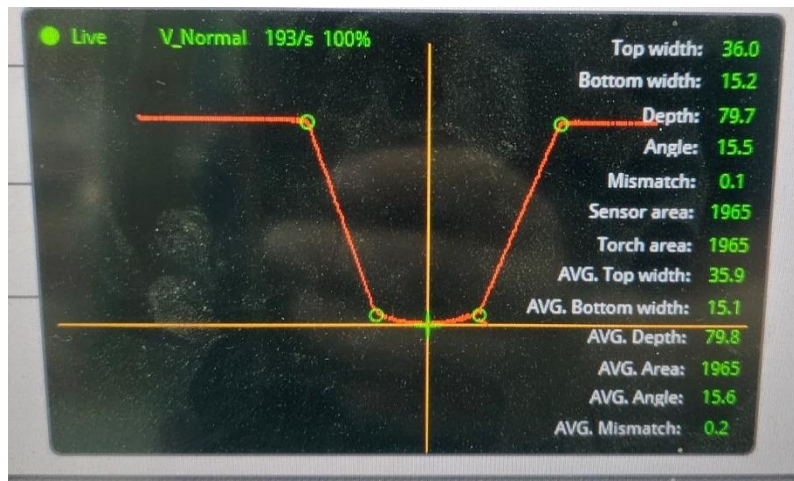 Live V_Normal 193/s 100%
Top width: 36.0
Bottom width: 15.2
Depth: 79.7
Angle: 15.5
Mismatch: 0.1
Sensor area: 1965
Torch area: 1965
AVG. Top width: 35.9
AVG. Bottom width: 15.1
AVG. Depth: 79.8
AVG. Area: 1965
AVG. Angle: 15.6
AVG. Mismatch: 0.2